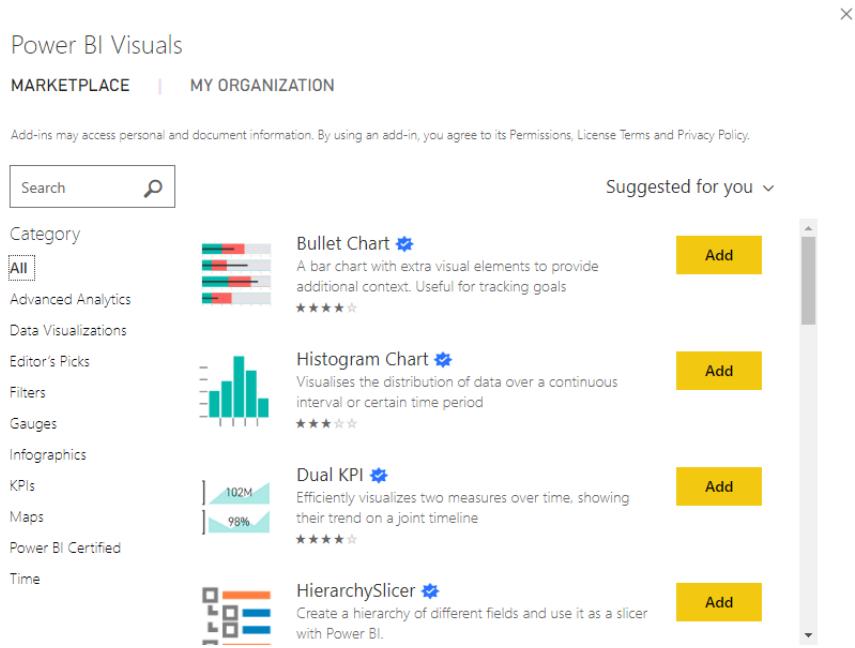 Power BI Visuals
MARKETPLACE | MY ORGANIZATION
Add-ins may access personal and document information. By using an add-in, you agree to its Permissions, License Terms and Privacy Policy.
Search
Suggested for you
Category
All
Advanced Analytics
Data Visualizations
Editor's Picks
Filters
Gauges
Infographics
KPIs
Maps
Power BI Certified
Time
Bullet Chart
A bar chart with extra visual elements to provide
additional context. Useful for tracking goals
Add
Histogram Chart
Visualises the distribution of data over a continuous
interval or certain time period
Add
102M
98%
Dual KPI
Efficiently visualizes two measures over time, showing
their trend on a joint timeline
Add
HierarchySlicer
Create a hierarchy of different fields and use it as a slicer
with Power BI.
Add